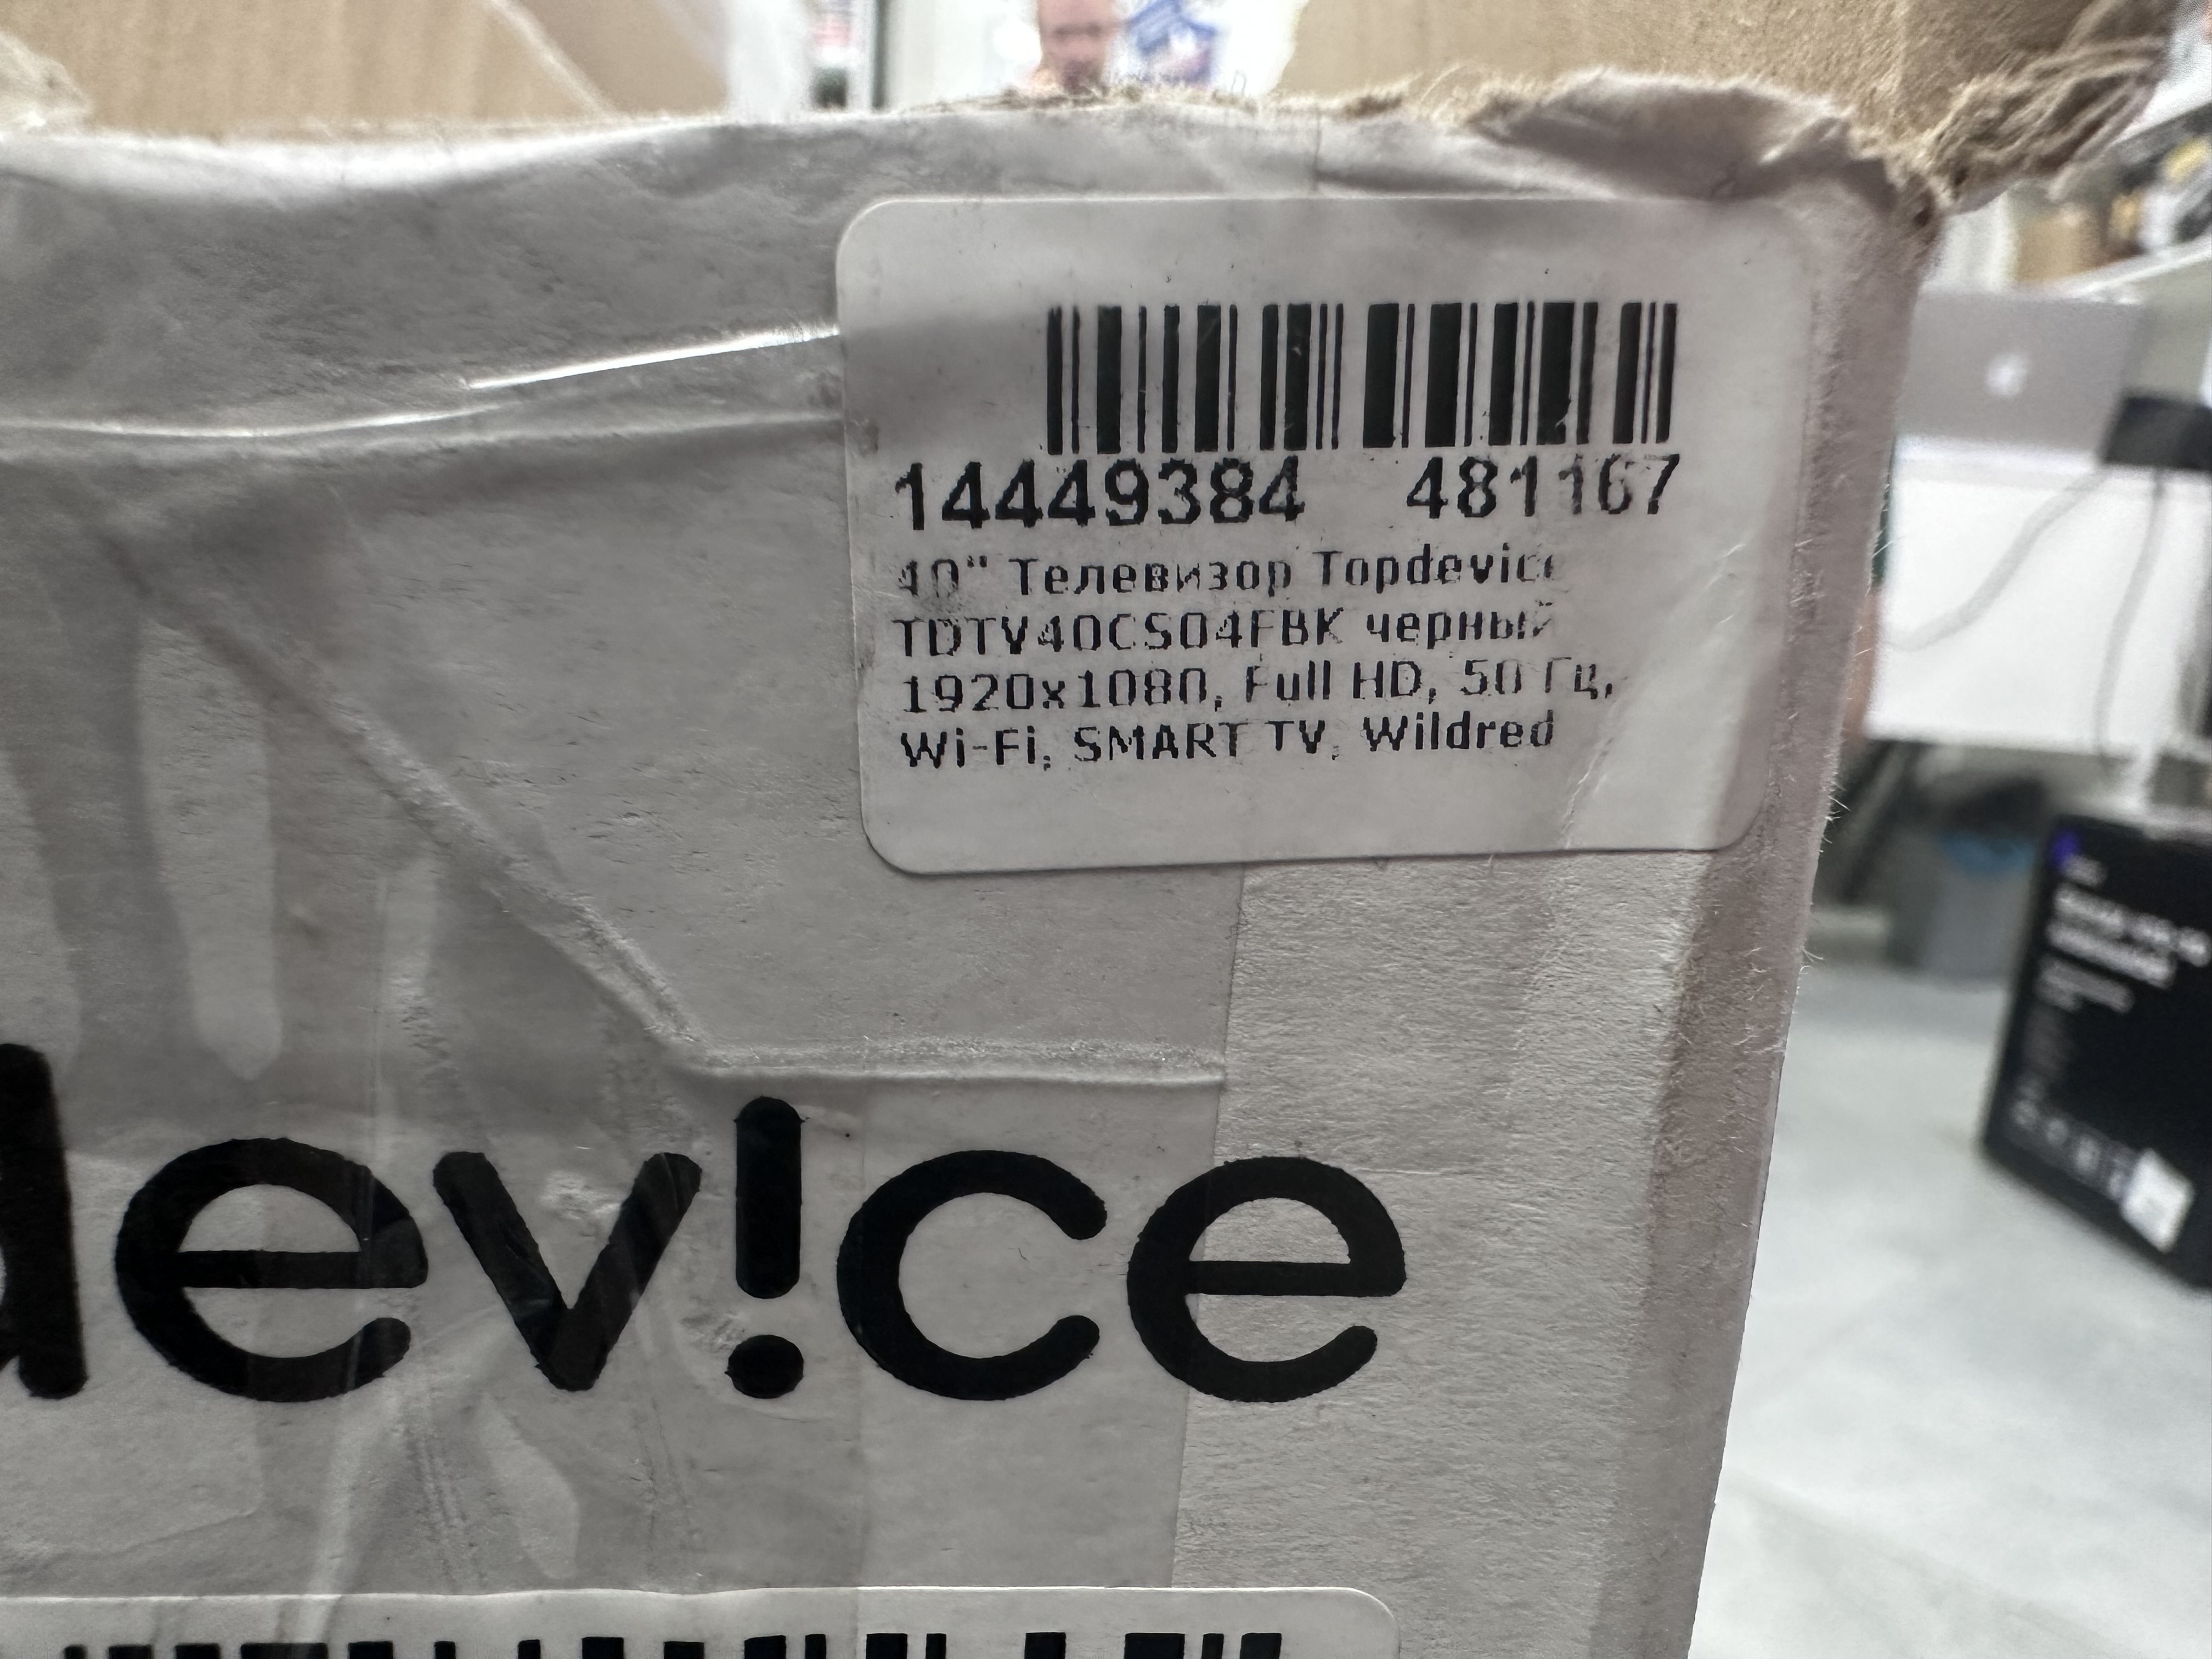 14449384 481167
40" Телевизор Topdevice
TDTV40CS04FBK черный
1920x1080, Full HD, 50 Гц,
Wi-Fi, SMART TV, Wildred
dev!ce